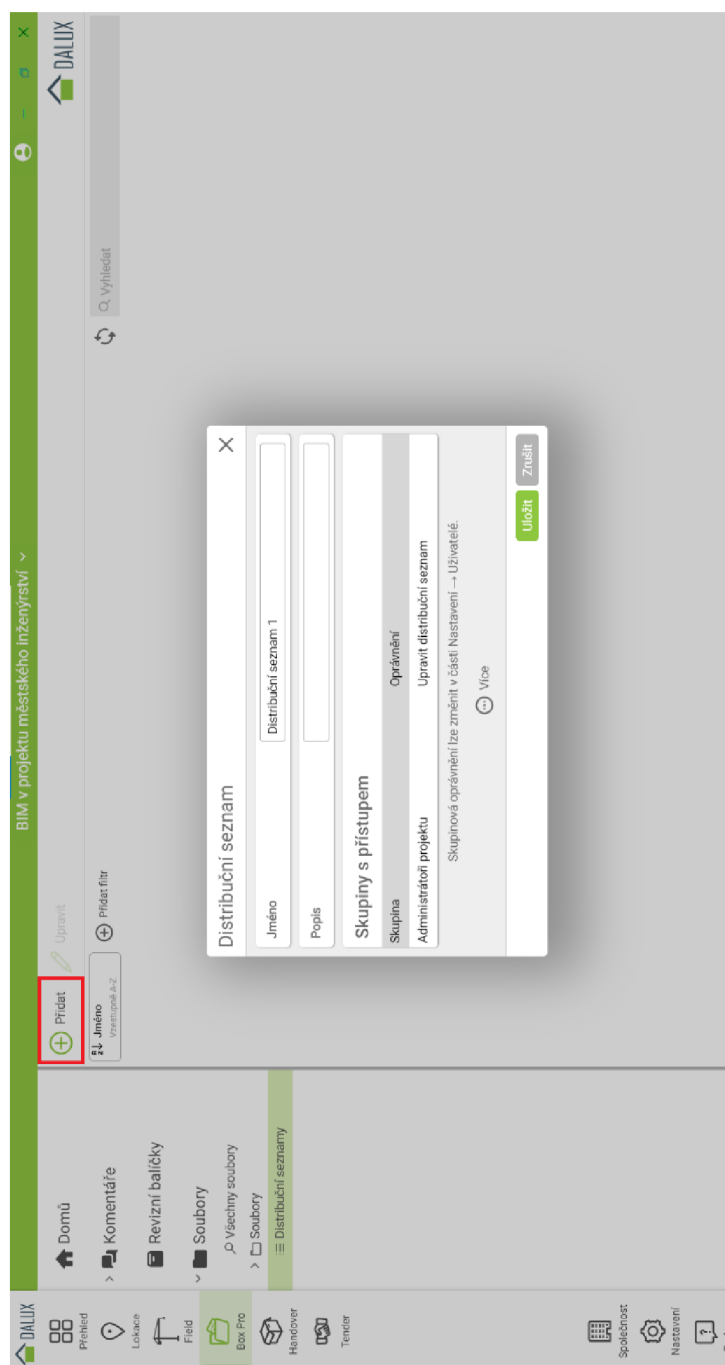 BIM v projektu městského inženýrství
DALUX
DALUX
Přehled
Lokace
Field
Box Pro
Handover
Tender
Společnost
Nastavení
Domů
Komentáře
Revizní balíčky
Soubory
Všechny soubory
Soubory
Distribuční seznamy
Přidat
Upravit
Jméno
Vzestupně A-Z
Přidat filtr
Vyhledat
Distribuční seznam
Jméno
Distribuční seznam 1
Popis
Skupiny s přístupem
Skupina Oprávnění
Administrátoři projektu Upravit distribuční seznam
Skupinová oprávnění lze změnit v části Nastavení → Uživatelé.
Více
Uložit Zrušit